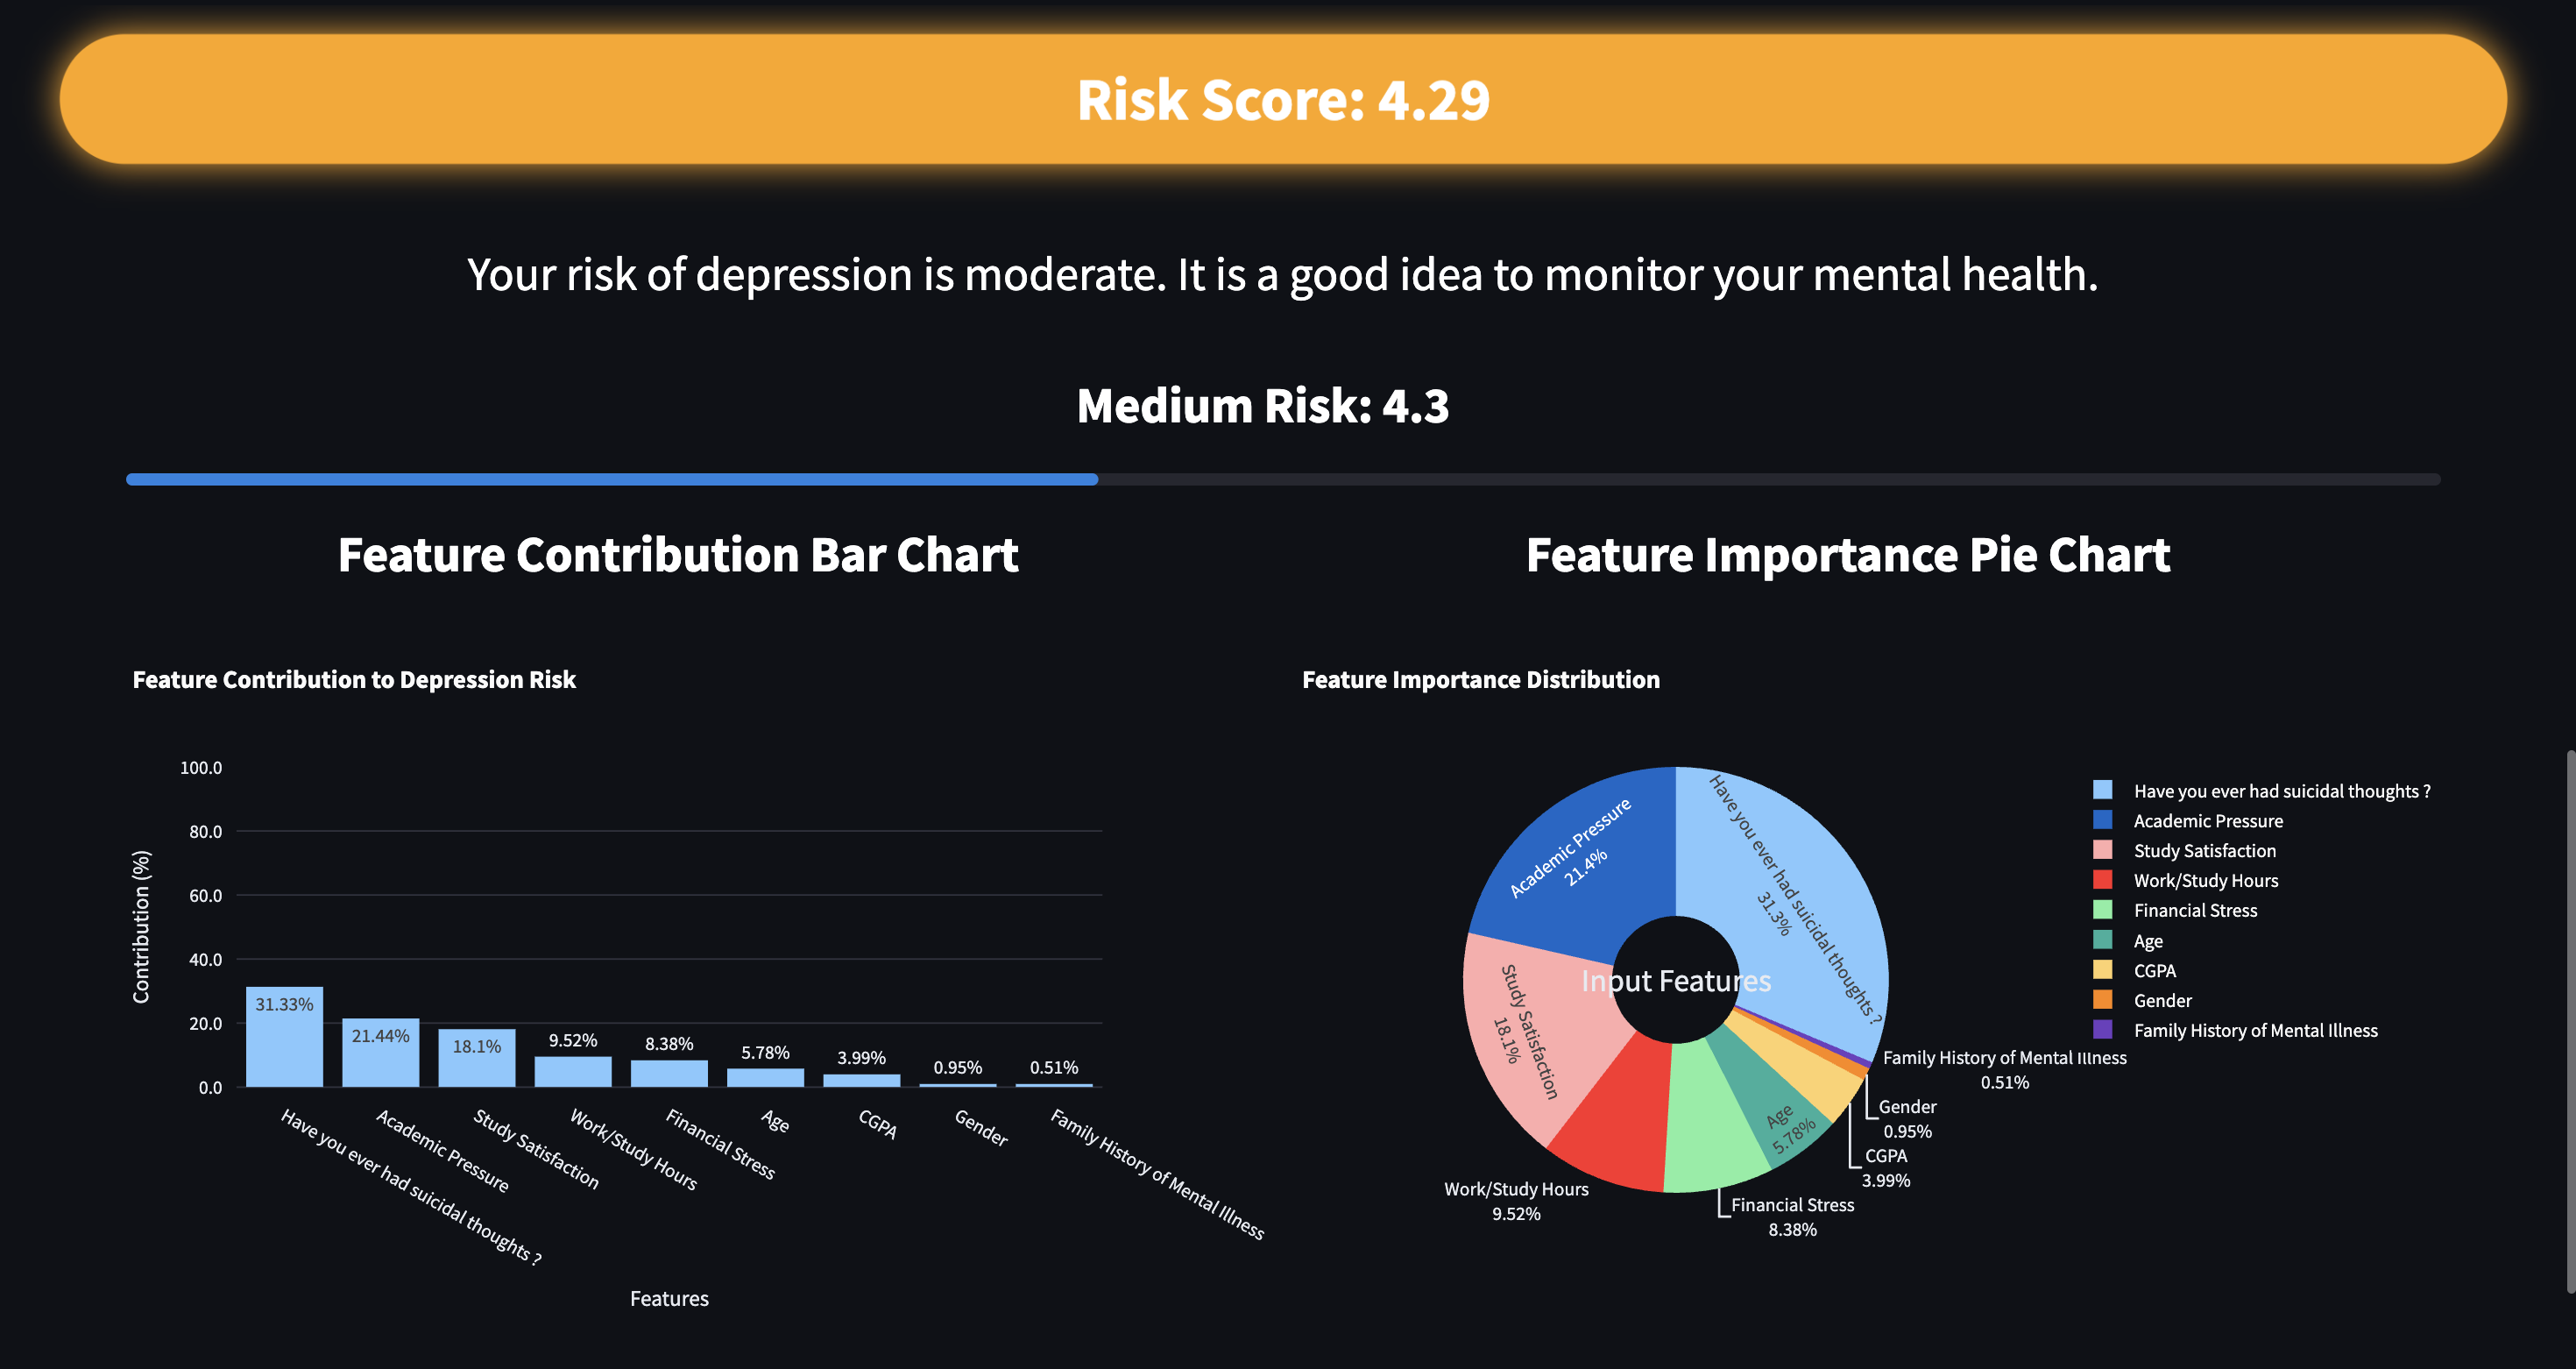 Risk Score: 4.29
Your risk of depression is moderate. It is a good idea to monitor your mental health.
Medium Risk: 4.3
Feature Contribution Bar Chart
Feature Contribution to Depression Risk
100.0
80.0
60.0
40.0
20.0
0.0
Contribution (%)
31.33%
21.44%
18.1%
9.52%
8.38%
5.78%
3.99%
0.95%
0.51%
Have you ever had suicidal thoughts ?
Academic Pressure
Study Satisfaction
Work/Study Hours
Financial Stress
Age
CGPA
Gender
Family History of Mental Illness
Features
Feature Importance Pie Chart
Feature Importance Distribution
Have you ever had suicidal thoughts ?
31.3%
Academic Pressure
21.4%
Study Satisfaction
18.1%
Work/Study Hours
9.52%
Financial Stress
8.38%
Age
5.78%
CGPA
3.99%
Gender
0.95%
Family History of Mental Illness
0.51%
Input Features
Have you ever had suicidal thoughts ?
Academic Pressure
Study Satisfaction
Work/Study Hours
Financial Stress
Age
CGPA
Gender
Family History of Mental Illness